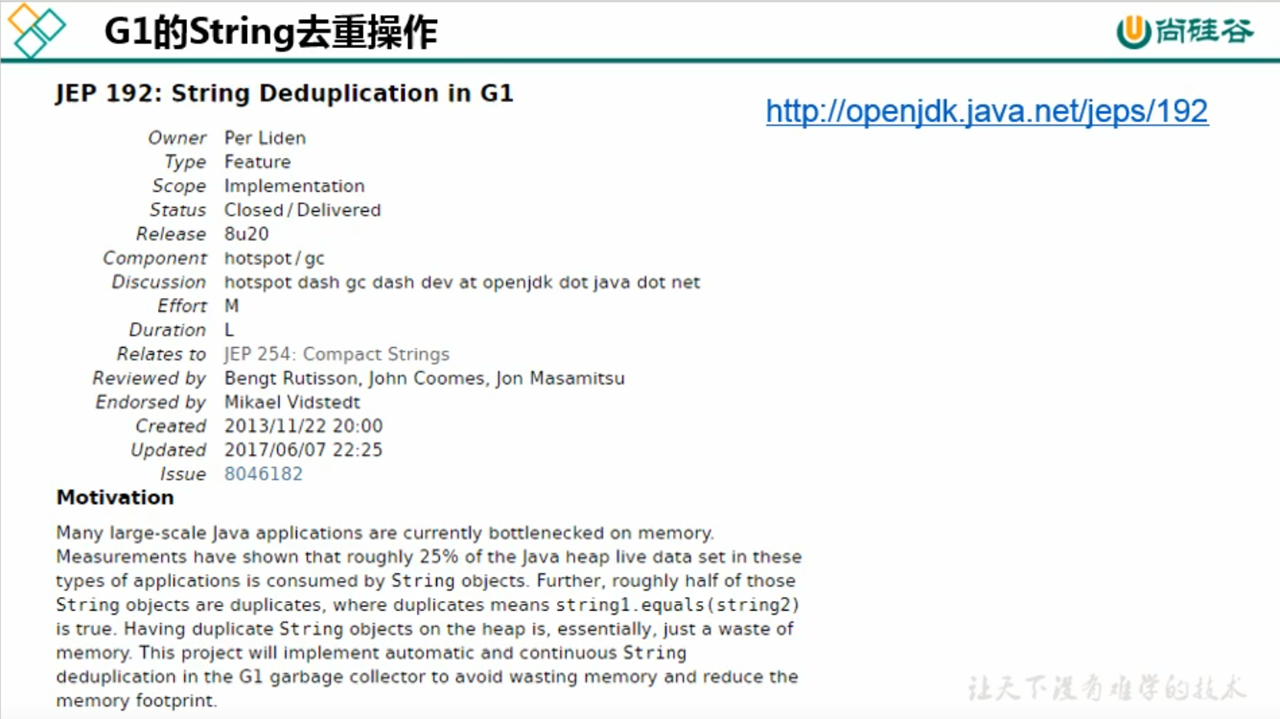 G1的String去重操作
尚硅谷
JEP 192: String Deduplication in G1
http://openjdk.java.net/jeps/192
Owner Per Liden
Type Feature
Scope Implementation
Status Closed / Delivered
Release 8u20
Component hotspot / gc
Discussion hotspot dash gc dash dev at openjdk dot java dot net
Effort M
Duration L
Relates to JEP 254: Compact Strings
Reviewed by Bengt Rutisson, John Coomes, Jon Masamitsu
Endorsed by Mikael Vidstedt
Created 2013/11/22 20:00
Updated 2017/06/07 22:25
Issue 8046182
Motivation
Many large-scale Java applications are currently bottlenecked on memory.
Measurements have shown that roughly 25% of the Java heap live data set in these
types of applications is consumed by String objects. Further, roughly half of those
String objects are duplicates, where duplicates means string1.equals(string2)
is true. Having duplicate String objects on the heap is, essentially, just a waste of
memory. This project will implement automatic and continuous String
deduplication in the G1 garbage collector to avoid wasting memory and reduce the
memory footprint.
让天下没有难学的技术